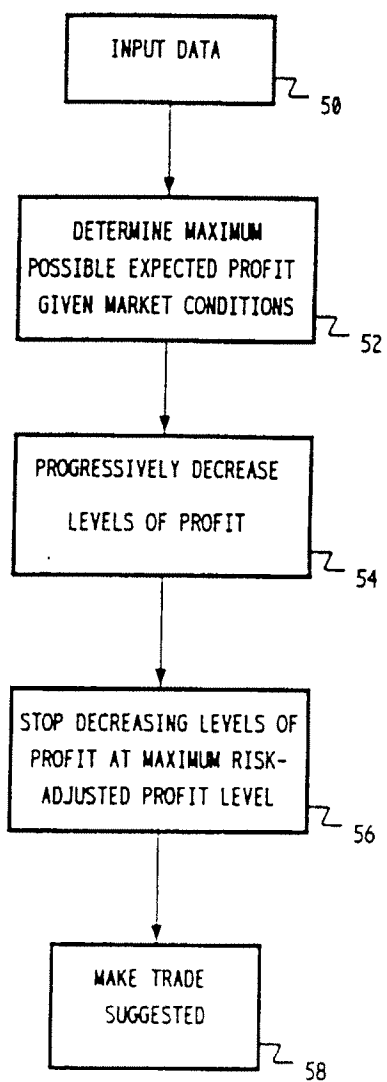 INPUT DATA
50
DETERMINE MAXIMUM
POSSIBLE EXPECTED PROFIT
GIVEN MARKET CONDITIONS
52
PROGRESSIVELY DECREASE
LEVELS OF PROFIT
54
STOP DECREASING LEVELS OF
PROFIT AT MAXIMUM RISK-
ADJUSTED PROFIT LEVEL
56
MAKE TRADE
SUGGESTED
58